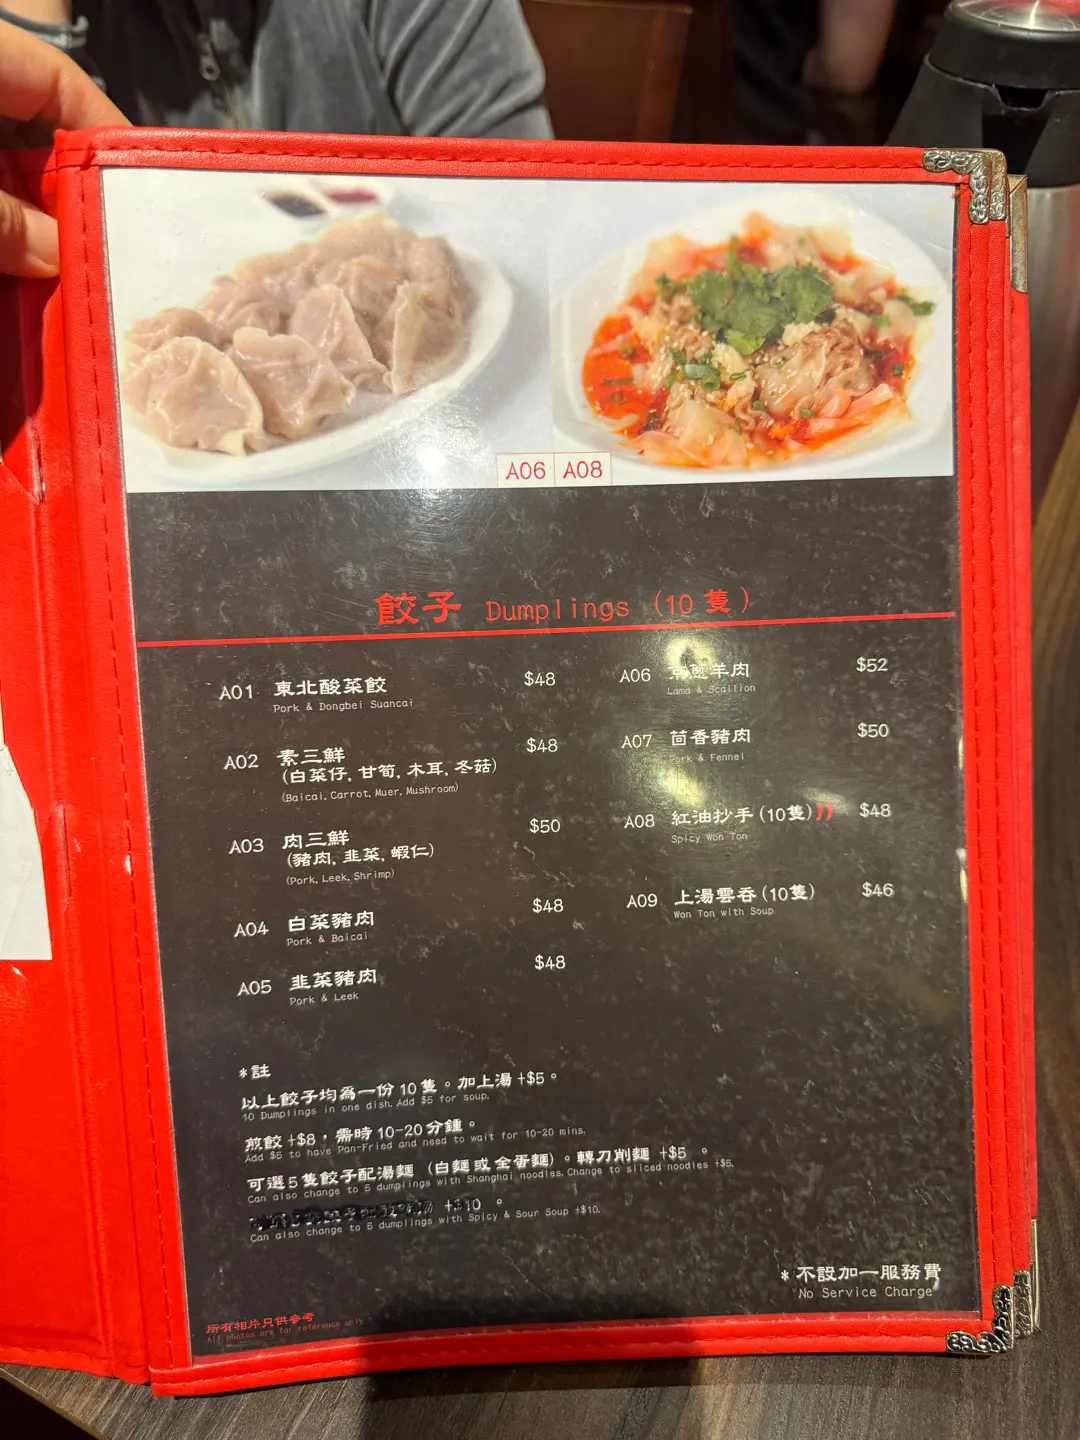 A06 A08
餃子 Dumplings (10隻)
A01 東北酸菜餃 $48
Pork & Dongbei Suancai
A02 素三鮮 $48
(白菜仔, 甘筍, 木耳, 冬菇)
(Baicai, Carrot, Muer, Mushroom)
A03 肉三鮮 $50
(豬肉, 韭菜, 蝦仁)
(Pork, Leek, Shrimp)
A04 白菜豬肉 $48
Pork & Baicai
A05 韭菜豬肉 $48
Pork & Leek
A06 京蔥羊肉 $52
Lamd & Scallion
A07 茴香豬肉 $50
Pork & Fennel
A08 紅油抄手 (10隻) $48
Spicy Won Ton
A09 上湯雲吞 (10隻) $46
Won Ton with Soup
*註
以上餃子均為一份10隻。加上湯+$5。
10 Dumplings in one dish. Add $5 for soup.
煎餃+$8，需時10-20分鐘。
Add $5 to have Pan-Fried and need to wait for 10-20 mins.
可選5隻餃子配湯麵 (白麵或全蛋麵)。轉刀削麵 +$5 。
Can also change to 5 dumplings with Shanghai noodles. Change to sliced noodles +$5.
+$10 。
Can also change to 5 dumplings with Spicy & Sour Soup +$10.
*不設加一服務費
"No Service Charge"
所有相片只供參考
All photos are for reference only